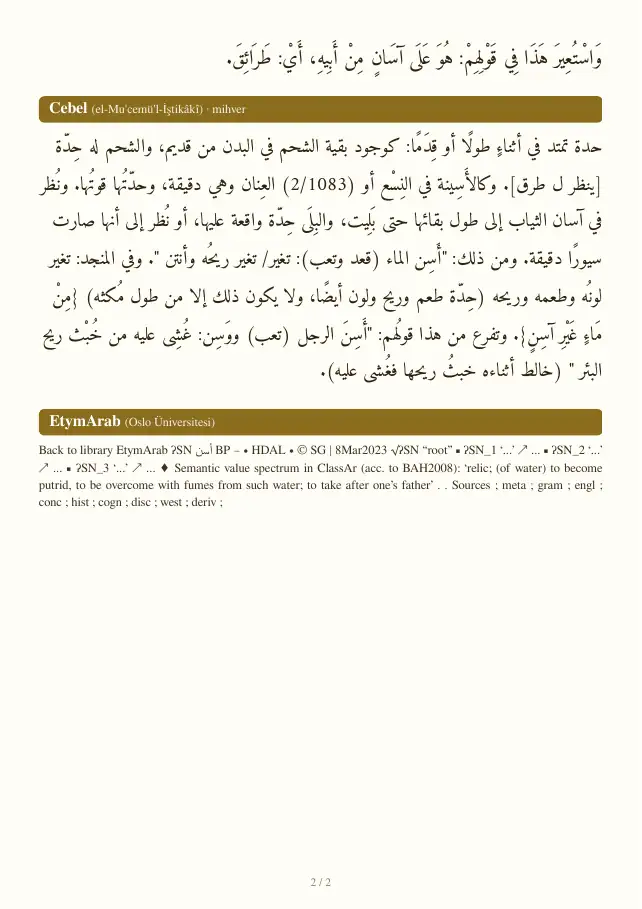 وَاسْتُعِيرَ هَذَا فِي قَوْلِهِمْ: هُوَ عَلَى آسَانٍ مِنْ أَبِيهِ، أَيْ: طَرَائِقَ.
Cebel (el-Mu'cemü'l-İştikâkî) · mihver
حدة تمتد في أثناءٍ طولًا أو قِدَمًا: كوجود بقية الشحم في البدن من قديم، والشحم له حِدّة
[ينظر ل طرق]. وكالأَسِينة في النِسْع أو (2/1083) العِنان وهي دقيقة، وحدّتُها قوتُها. ونُظر
في آسان الثياب إلى طول بقائها حتى بَلِيت، والبِلَى حِدّة واقعة عليها، أو نُظر إلى أنها صارت
سيورًا دقيقة. ومن ذلك: "أَسِن الماء (قعد وتعب): تغير/ تغير ريحُه وأنتن ". وفي المنجد: تغير
لونُه وطعمه وريحه (حِدّة طعم وريح ولون أيضًا، ولا يكون ذلك إلا من طول مُكثه) {مِنْ
مَاءٍ غَيْرِ آسِنٍ}. وتفرع من هذا قولُهم: "أَسِنَ الرجل (تعب) ووَسِن: غُشِى عليه من خُبْث ريح
البئر " (خالط أثناءه خبثُ ريحها فغُشى عليه).
EtymArab (Oslo Üniversitesi)
Back to library EtymArab ʔSN أسن BP – • HDAL • © SG | 8Mar2023 √ʔSN “root” ▪ ʔSN_1 ‘...’ ↗ ... ▪ ʔSN_2 ‘...’
↗ ... ▪ ʔSN_3 ‘...’ ↗ ... ♦ Semantic value spectrum in ClassAr (acc. to BAH2008): ‘relic; (of water) to become
putrid, to be overcome with fumes from such water; to take after one’s father’ . . Sources ; meta ; gram ; engl ;
conc ; hist ; cogn ; disc ; west ; deriv ;
2 / 2